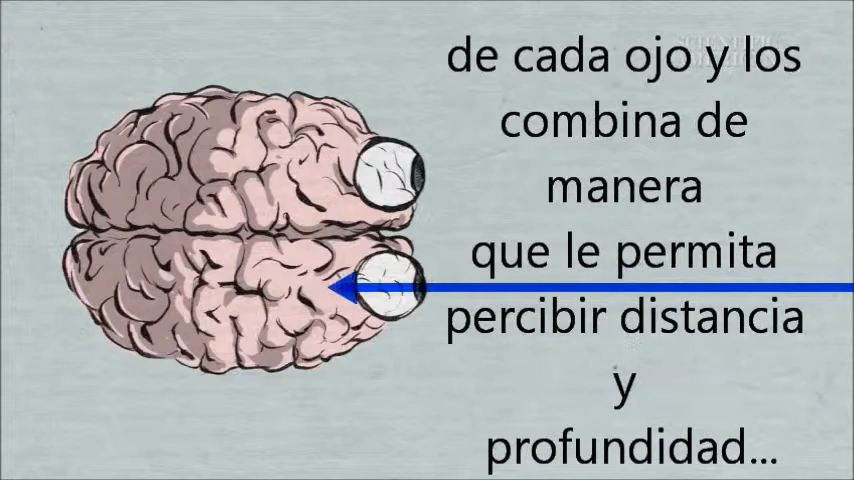 de cada ojo y los
combina de
manera
que le permita
percibir distancia
y
profundidad...